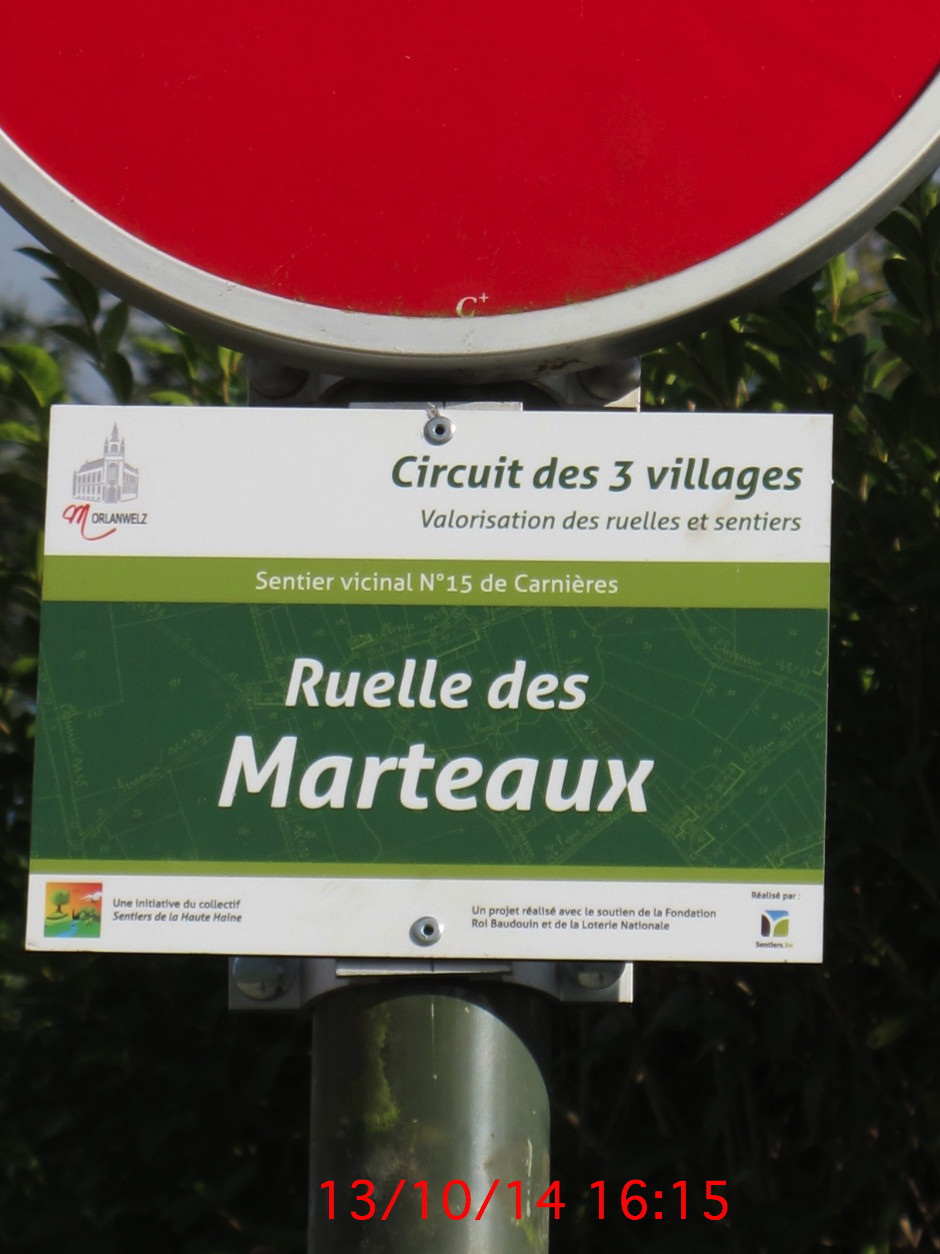 C+
Circuit des 3 villages
MORLANWELZ
Valorisation des ruelles et sentiers
Sentier vicinal N°15 de Carnières
Ruelle des
Marteaux
Une initiative du collectif
Sentiers de la Haute Haine
Un projet réalisé avec le soutien de la Fondation
Roi Baudouin et de la Loterie Nationale
Réalisé par :
Sentiers.be
13/10/14 16:15